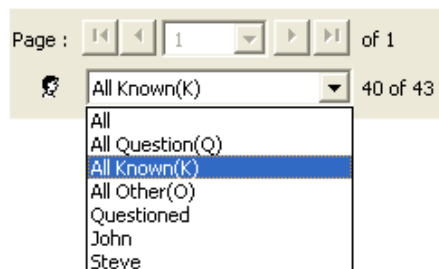 Page : 1 of 1
All Known(K) 40 of 43
All
All Question(Q)
All Known(K)
All Other(O)
Questioned
John
Steve